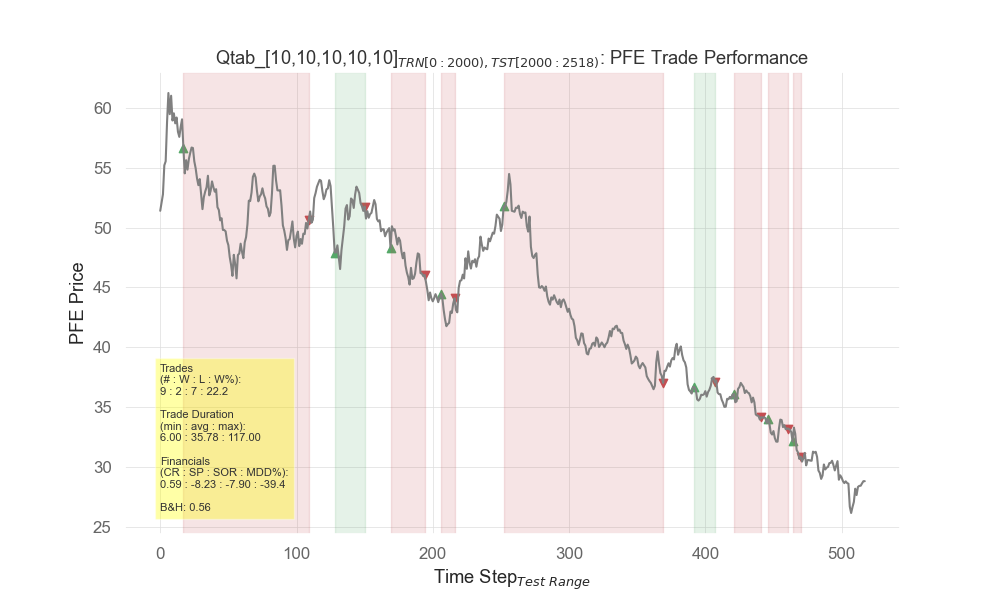 Qtab_[10,10,10,10,10]TRN[0 : 2000), TST[2000 : 2518): PFE Trade Performance
60
55
50
45
40
35
30
25
PFE Price
Trades
(# : W : L : W%):
9 : 2 : 7 : 22.2
Trade Duration
(min : avg : max):
6.00 : 35.78 : 117.00
Financials
(CR : SP : SOR : MDD%):
0.59 : -8.23 : -7.90 : -39.4
B&H: 0.56
0 100 200 300 400 500
Time StepTest Range